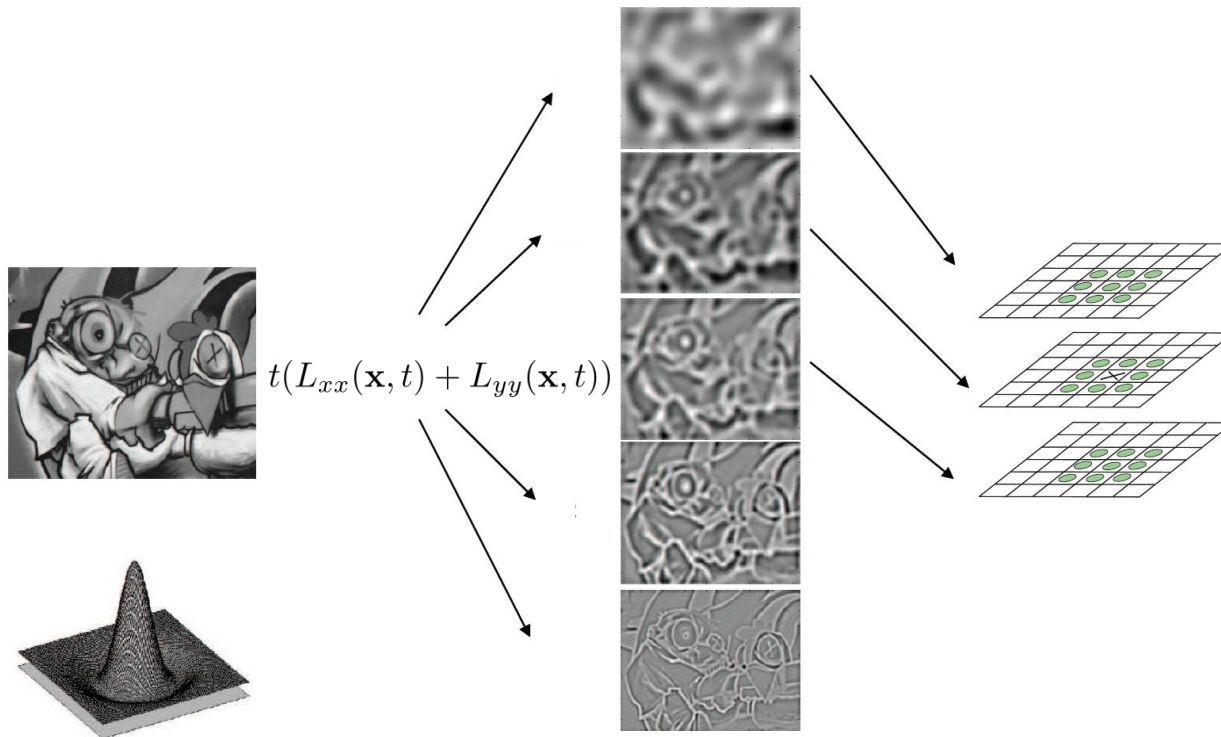 t(L_{xx}(𝐱, t) + L_{yy}(𝐱, t))